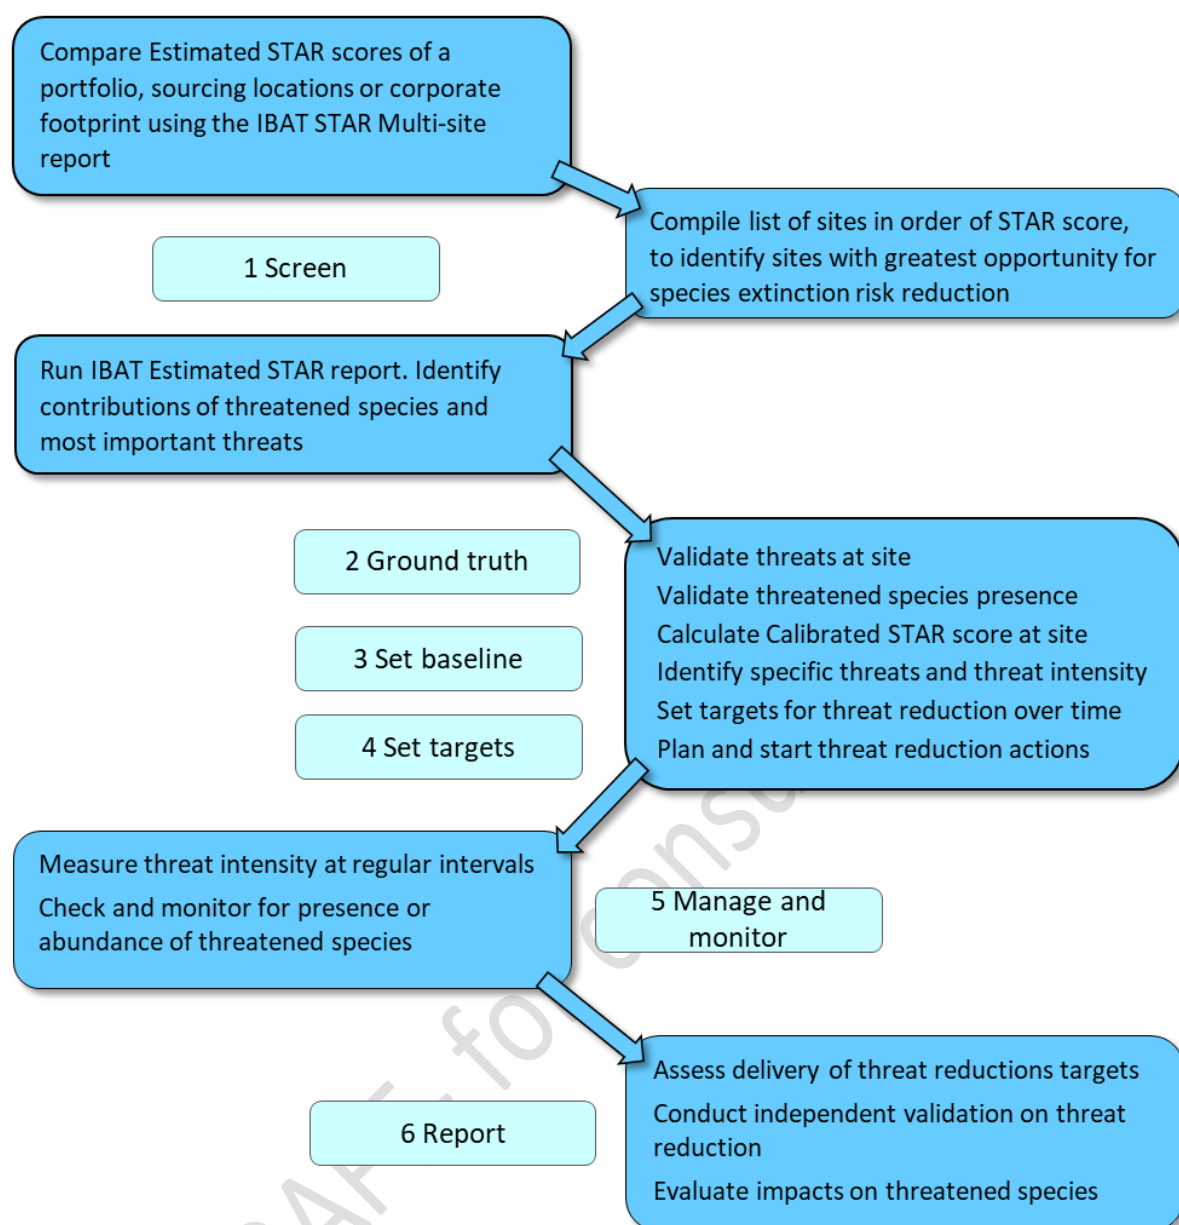 Compare Estimated STAR scores of a
portfolio, sourcing locations or corporate
footprint using the IBAT STAR Multi-site
report
Compile list of sites in order of STAR score,
to identify sites with greatest opportunity for
species extinction risk reduction
1 Screen
Run IBAT Estimated STAR report. Identify
contributions of threatened species and
most important threats
2 Ground truth
3 Set baseline
4 Set targets
Validate threats at site
Validate threatened species presence
Calculate Calibrated STAR score at site
Identify specific threats and threat intensity
Set targets for threat reduction over time
Plan and start threat reduction actions
Measure threat intensity at regular intervals
Check and monitor for presence or
abundance of threatened species
5 Manage and
monitor
Assess delivery of threat reductions targets
Conduct independent validation on threat
reduction
Evaluate impacts on threatened species
6 Report
for